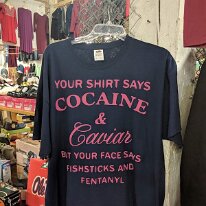 YOUR SHIRT SAYS
COCAINE
&
Caviar
BUT YOUR FACE SAYS
FISHSTICKS AND
FENTANYL